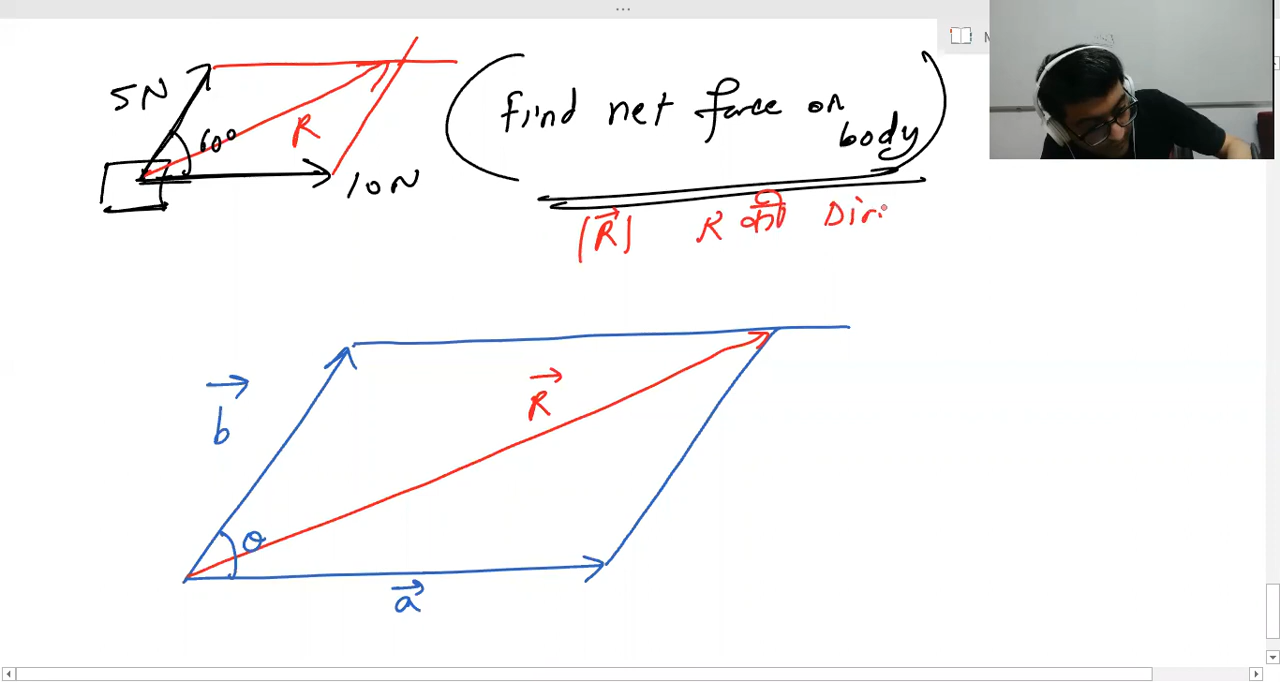 5N
60°
R
10N
(find net force on
body)
|R⃗| R का Dir
R⃗
b⃗
θ
a⃗